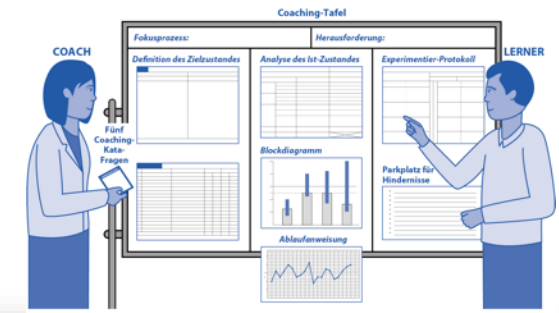 Coaching-Tafel
Fokusprozess:
Herausforderung:
COACH
LERNER
Definition des Zielzustandes
Analyse des Ist-Zustandes
Experimentier-Protokoll
Fünf
Coaching-
Kata-
Fragen
Blockdiagramm
Parkplatz für
Hindernisse
Ablaufanweisung